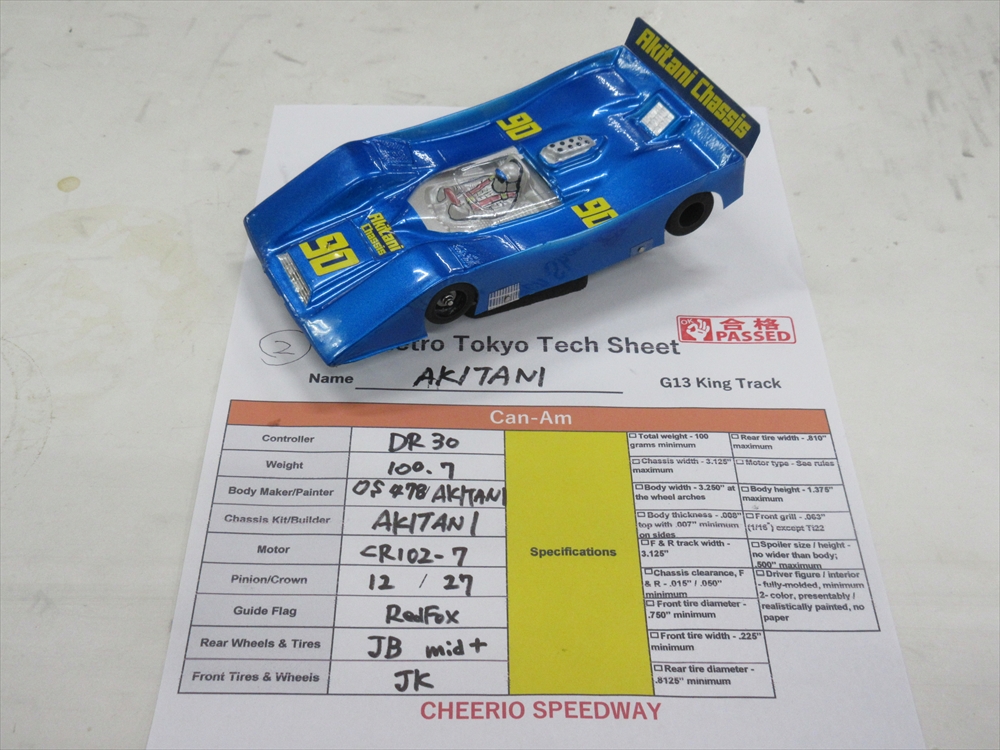 Akitani Chassis
90
90
Akitani
Chassis
90
OK 合格
PASSED
2 etro Tokyo Tech Sheet
Name AKITANI G13 King Track
Can-Am
Controller DR30
Weight 100.7
Body Maker/Painter OS478/AKITANI
Chassis Kit/Builder AKITANI
Motor CR102-7
Pinion/Crown 12 / 27
Guide Flag RedFox
Rear Wheels & Tires JB mid+
Front Tires & Wheels JK
Specifications
Total weight - 100
grams minimum
Chassis width - 3.125"
maximum
Body width - 3.250" at
the wheel arches
Body thickness - .008"
top with .007" minimum
on sides
F & R track width -
3.125"
Chassis clearance, F
& R - .015" / .050"
minimum
Front tire diameter -
.750" minimum
Front tire width - .225"
minimum
Rear tire diameter -
.8125" minimum
Rear tire width - .810"
maximum
Motor type - See rules
Body height - 1.375"
maximum
Front grill - .063"
(1/16") except Ti22
Spoiler size / height -
no wider than body;
.500" maximum
Driver figure / interior
- fully-molded, minimum
2- color, presentably /
realistically painted, no
paper
CHEERIO SPEEDWAY